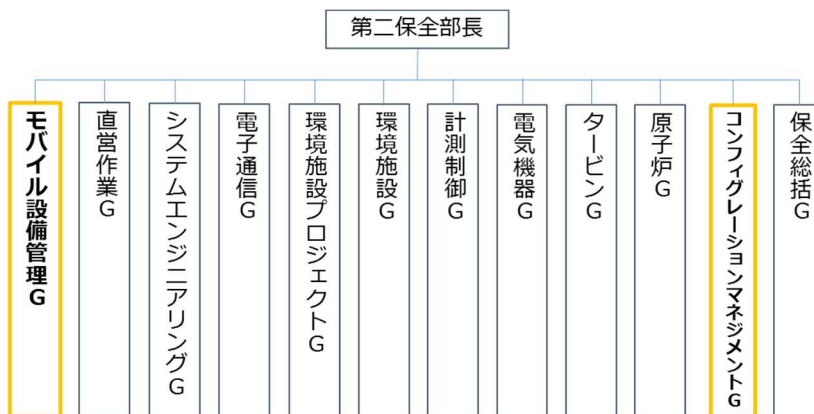 第二保全部長
モバイル設備管理G
直営作業G
システムエンジニアリングG
電子通信G
環境施設プロジェクトG
環境施設G
計測制御G
電気機器G
タービンG
原子炉G
コンフィグレーションマネジメントG
保全総括G